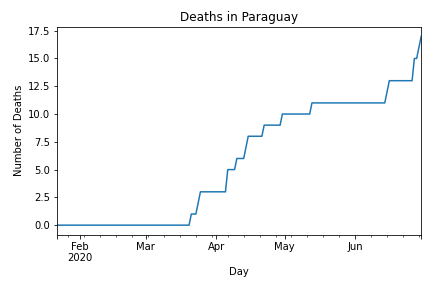 Deaths in Paraguay
17.5
15.0
12.5
10.0
7.5
5.0
2.5
0.0
Number of Deaths
Feb
2020
Mar
Apr
May
Jun
Day